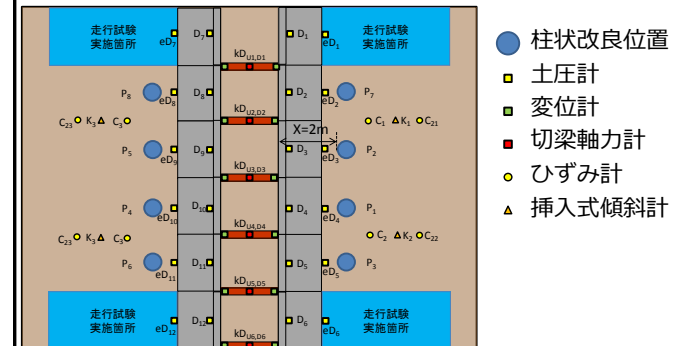 走行試験
実施箇所
eD7
D7
D1
eD1
走行試験
実施箇所
kDU1,D1
P8
eD8
D8
D2
eD2
P7
kDU2,D2
C23
K3
C3
X=2m
C1
K1
C21
P5
eD9
D9
D3
eD3
P2
kDU3,D3
P4
eD10
D10
D4
eD4
P1
kDU4,D4
C23
K3
C3
C2
K2
C22
P6
eD11
D11
D5
eD5
P3
kDU5,D5
走行試験
実施箇所
eD12
D12
D6
eD6
走行試験
実施箇所
kDU6,D6
柱状改良位置
土圧計
変位計
切梁軸力計
ひずみ計
挿入式傾斜計